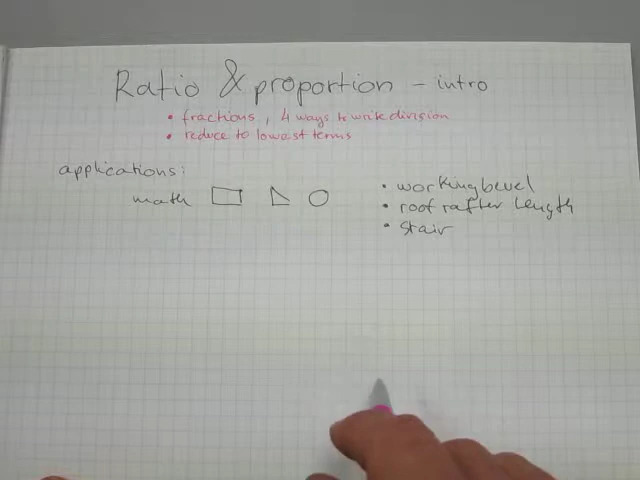 Ratio & proportion - intro
• fractions, 4 ways to write division
• reduce to lowest terms
applications:
math
• working bevel
• roof rafter length
• stair